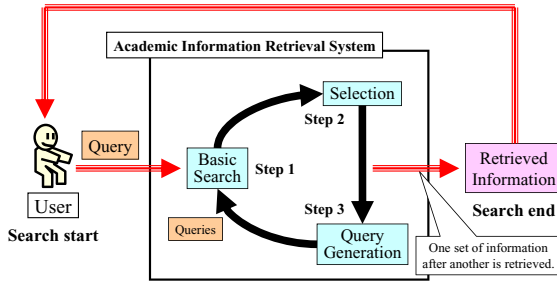 Academic Information Retrieval System
Selection
Step 2
Query
Basic
Search
Step 1
Retrieved
Information
User
Search start
Queries
Step 3
Query
Generation
Search end
One set of information
after another is retrieved.